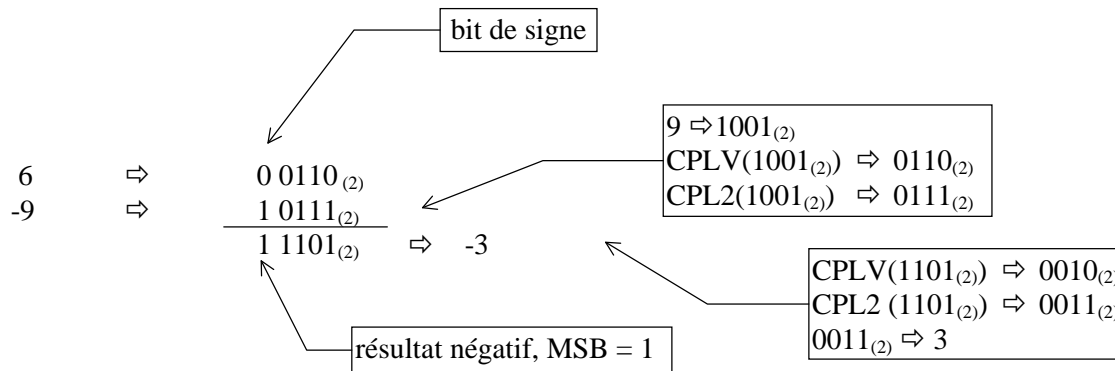 bit de signe
9 ⇨1001(2)
CPLV(1001(2)) ⇨ 0110(2)
CPL2(1001(2)) ⇨ 0111(2)
6 ⇨ 0 0110 (2)
-9 ⇨ 1 0111(2)
1 1101(2) ⇨ -3
CPLV(1101(2)) ⇨ 0010(2)
CPL2 (1101(2)) ⇨ 0011(2)
0011(2) ⇨ 3
résultat négatif, MSB = 1